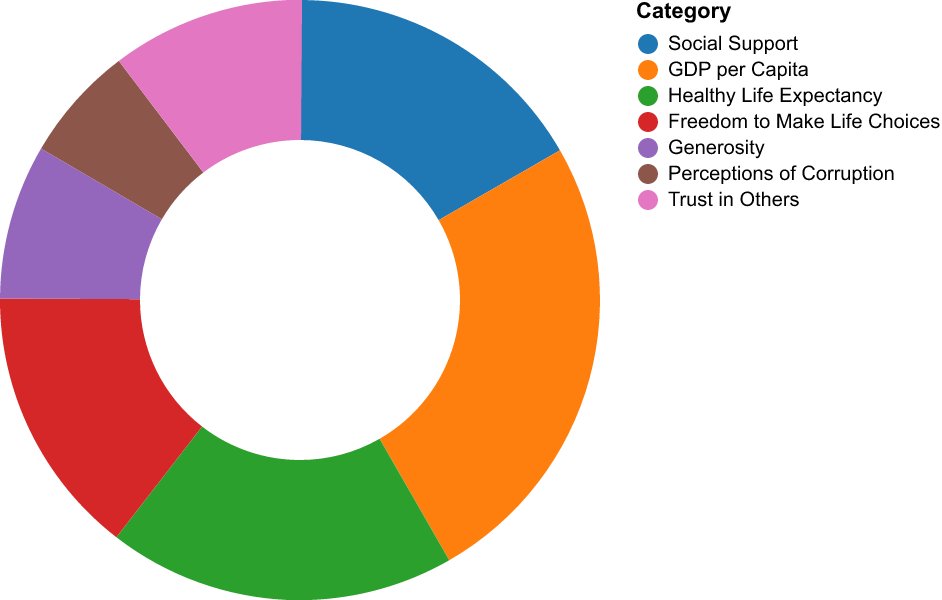 Category
Social Support
GDP per Capita
Healthy Life Expectancy
Freedom to Make Life Choices
Generosity
Perceptions of Corruption
Trust in Others